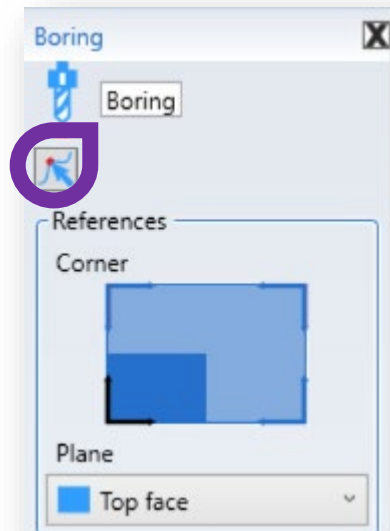 Boring
Boring
References
Corner
Plane
Top face